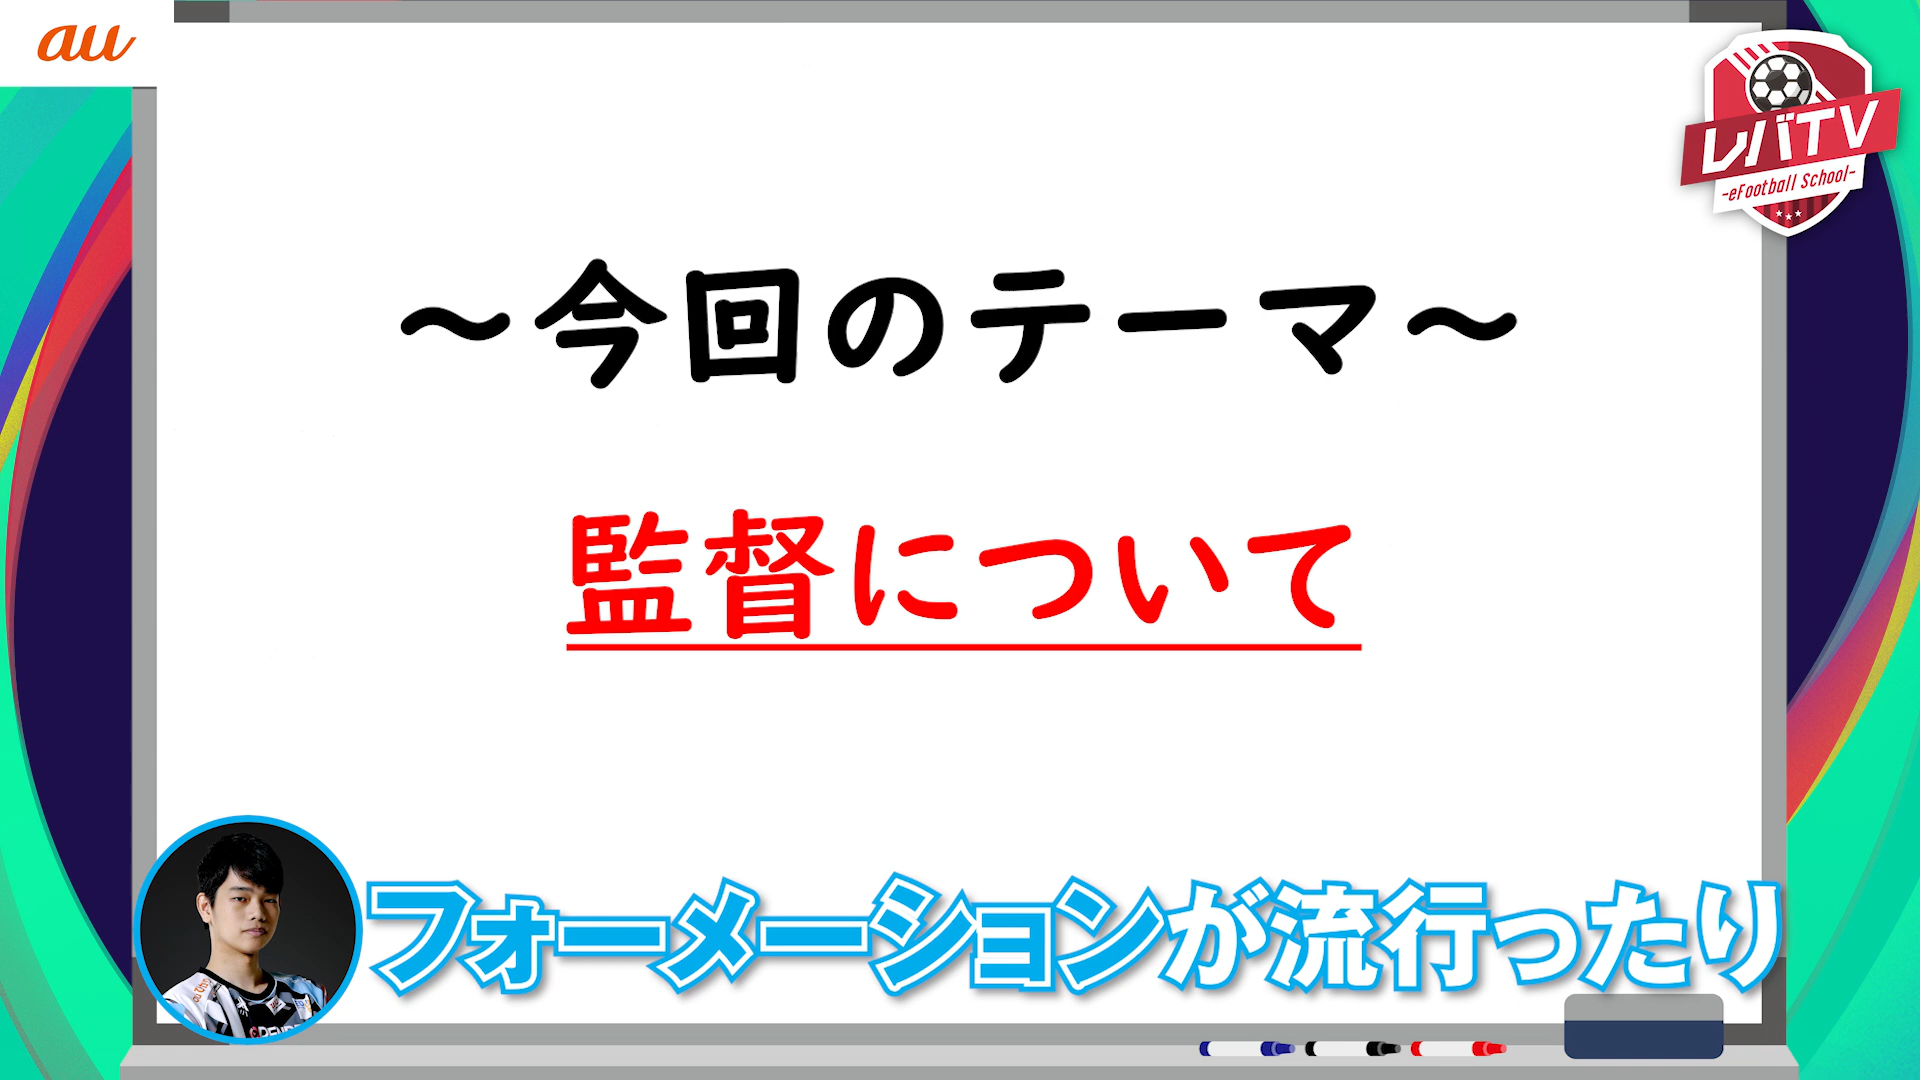 au
レバTV
-eFootball School-
～今回のテーマ～
監督について
フォーメーションが流行ったり